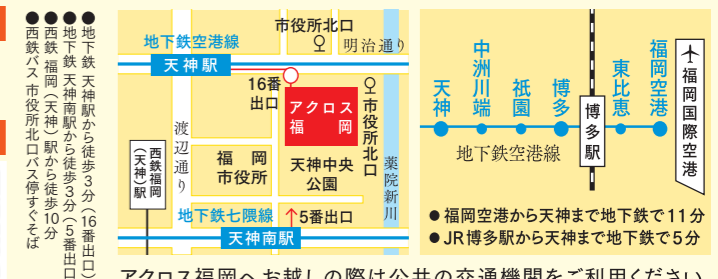 ●地下鉄 天神駅から徒歩3分(16番出口)
●地下鉄 天神南駅から徒歩3分(5番出口)
●西鉄 福岡(天神)駅から徒歩10分
●西鉄バス 市役所北口バス停すぐそば
市役所北口
地下鉄空港線
明治通り
天神駅
16番
出口
アクロス
福岡
市役所北口
渡辺通り
西鉄福岡
(天神)駅
福岡
市役所
天神中央
公園
薬院新川
地下鉄七隈線
↑5番出口
天神南駅
天神
中洲川端
祇園
博多
博多駅
東比恵
福岡空港
福岡国際空港
地下鉄空港線
●福岡空港から天神まで地下鉄で11分
●JR博多駅から天神まで地下鉄で5分
アクロス福岡へお越しの際は公共の交通機関をご利用ください